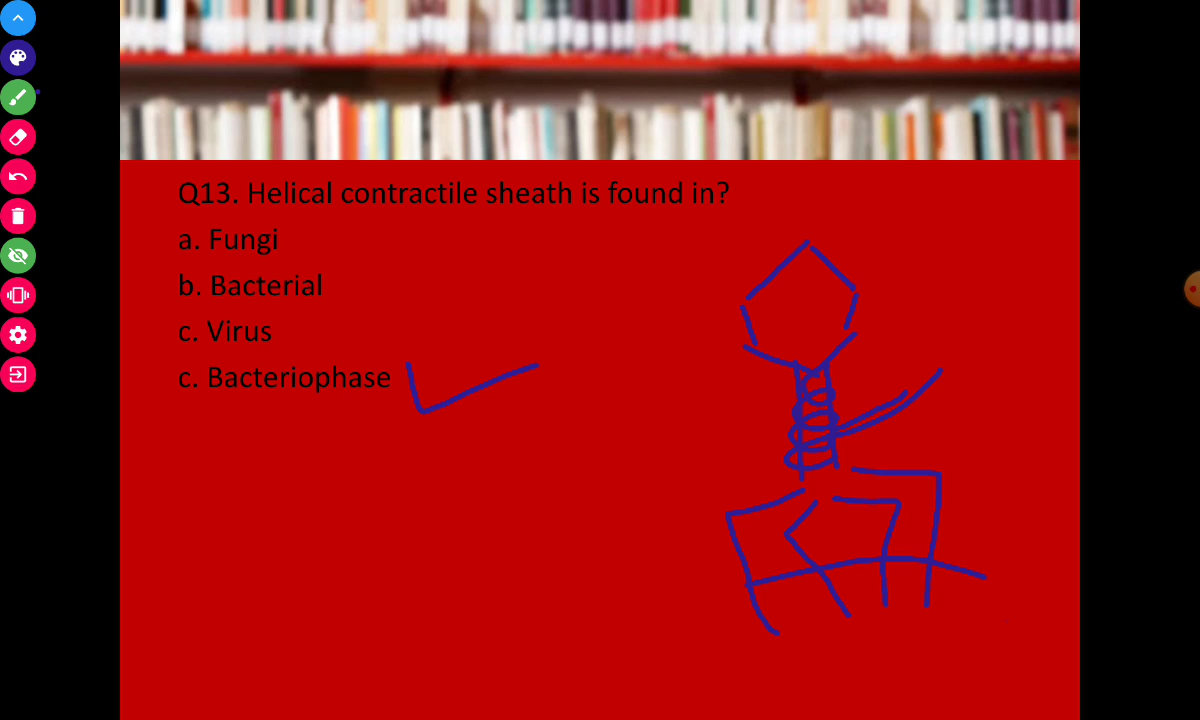 Q13. Helical contractile sheath is found in?
a. Fungi
b. Bacterial
c. Virus
c. Bacteriophase